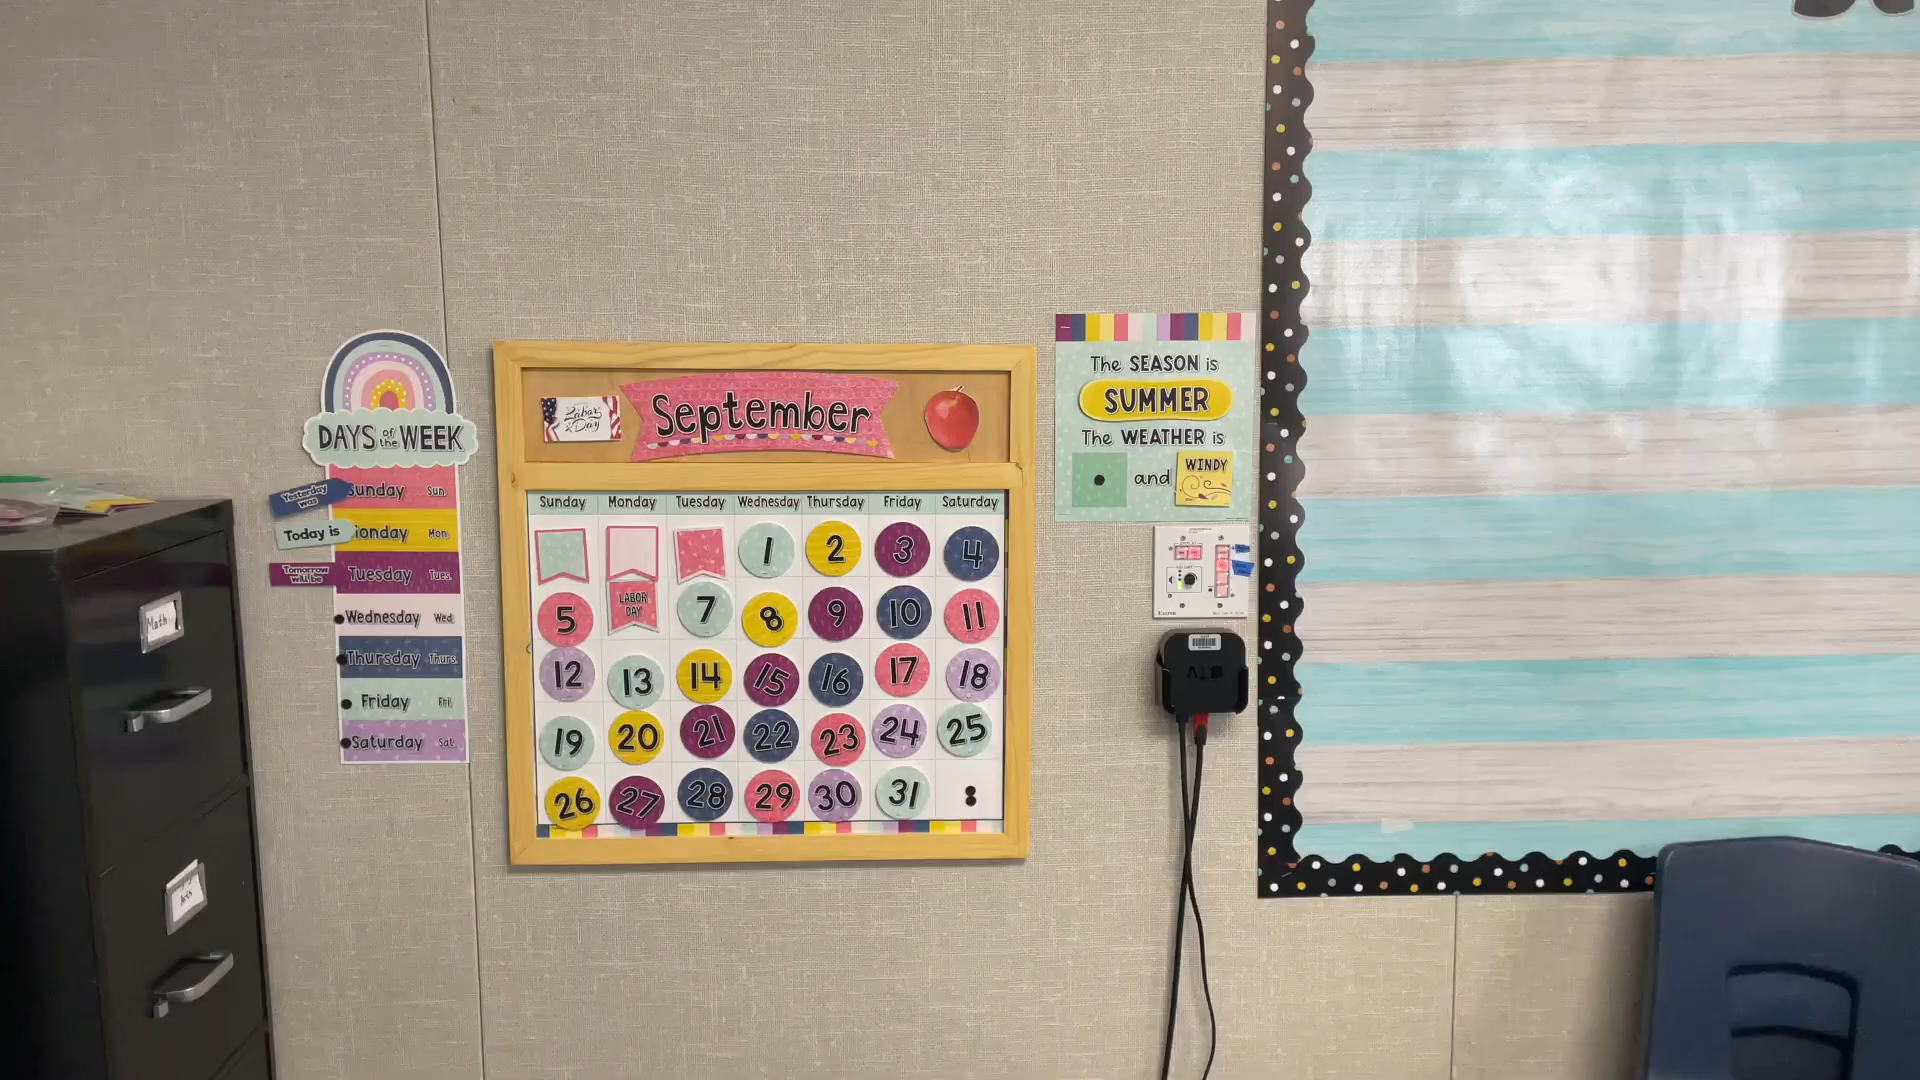 DAYS of the WEEK
Yesterday was
Sunday Sun.
Today is
Monday Mon.
Tomorrow will be
Tuesday Tues.
Wednesday Wed.
Thursday Thurs.
Friday Fri.
Saturday Sat.
Math
Labor Day
September
Sunday Monday Tuesday Wednesday Thursday Friday Saturday
1 2 3 4
5 LABOR DAY 7 8 9 10 11
12 13 14 15 16 17 18
19 20 21 22 23 24 25
26 27 28 29 30 31
The SEASON is
SUMMER
The WEATHER is
and WINDY
Extron